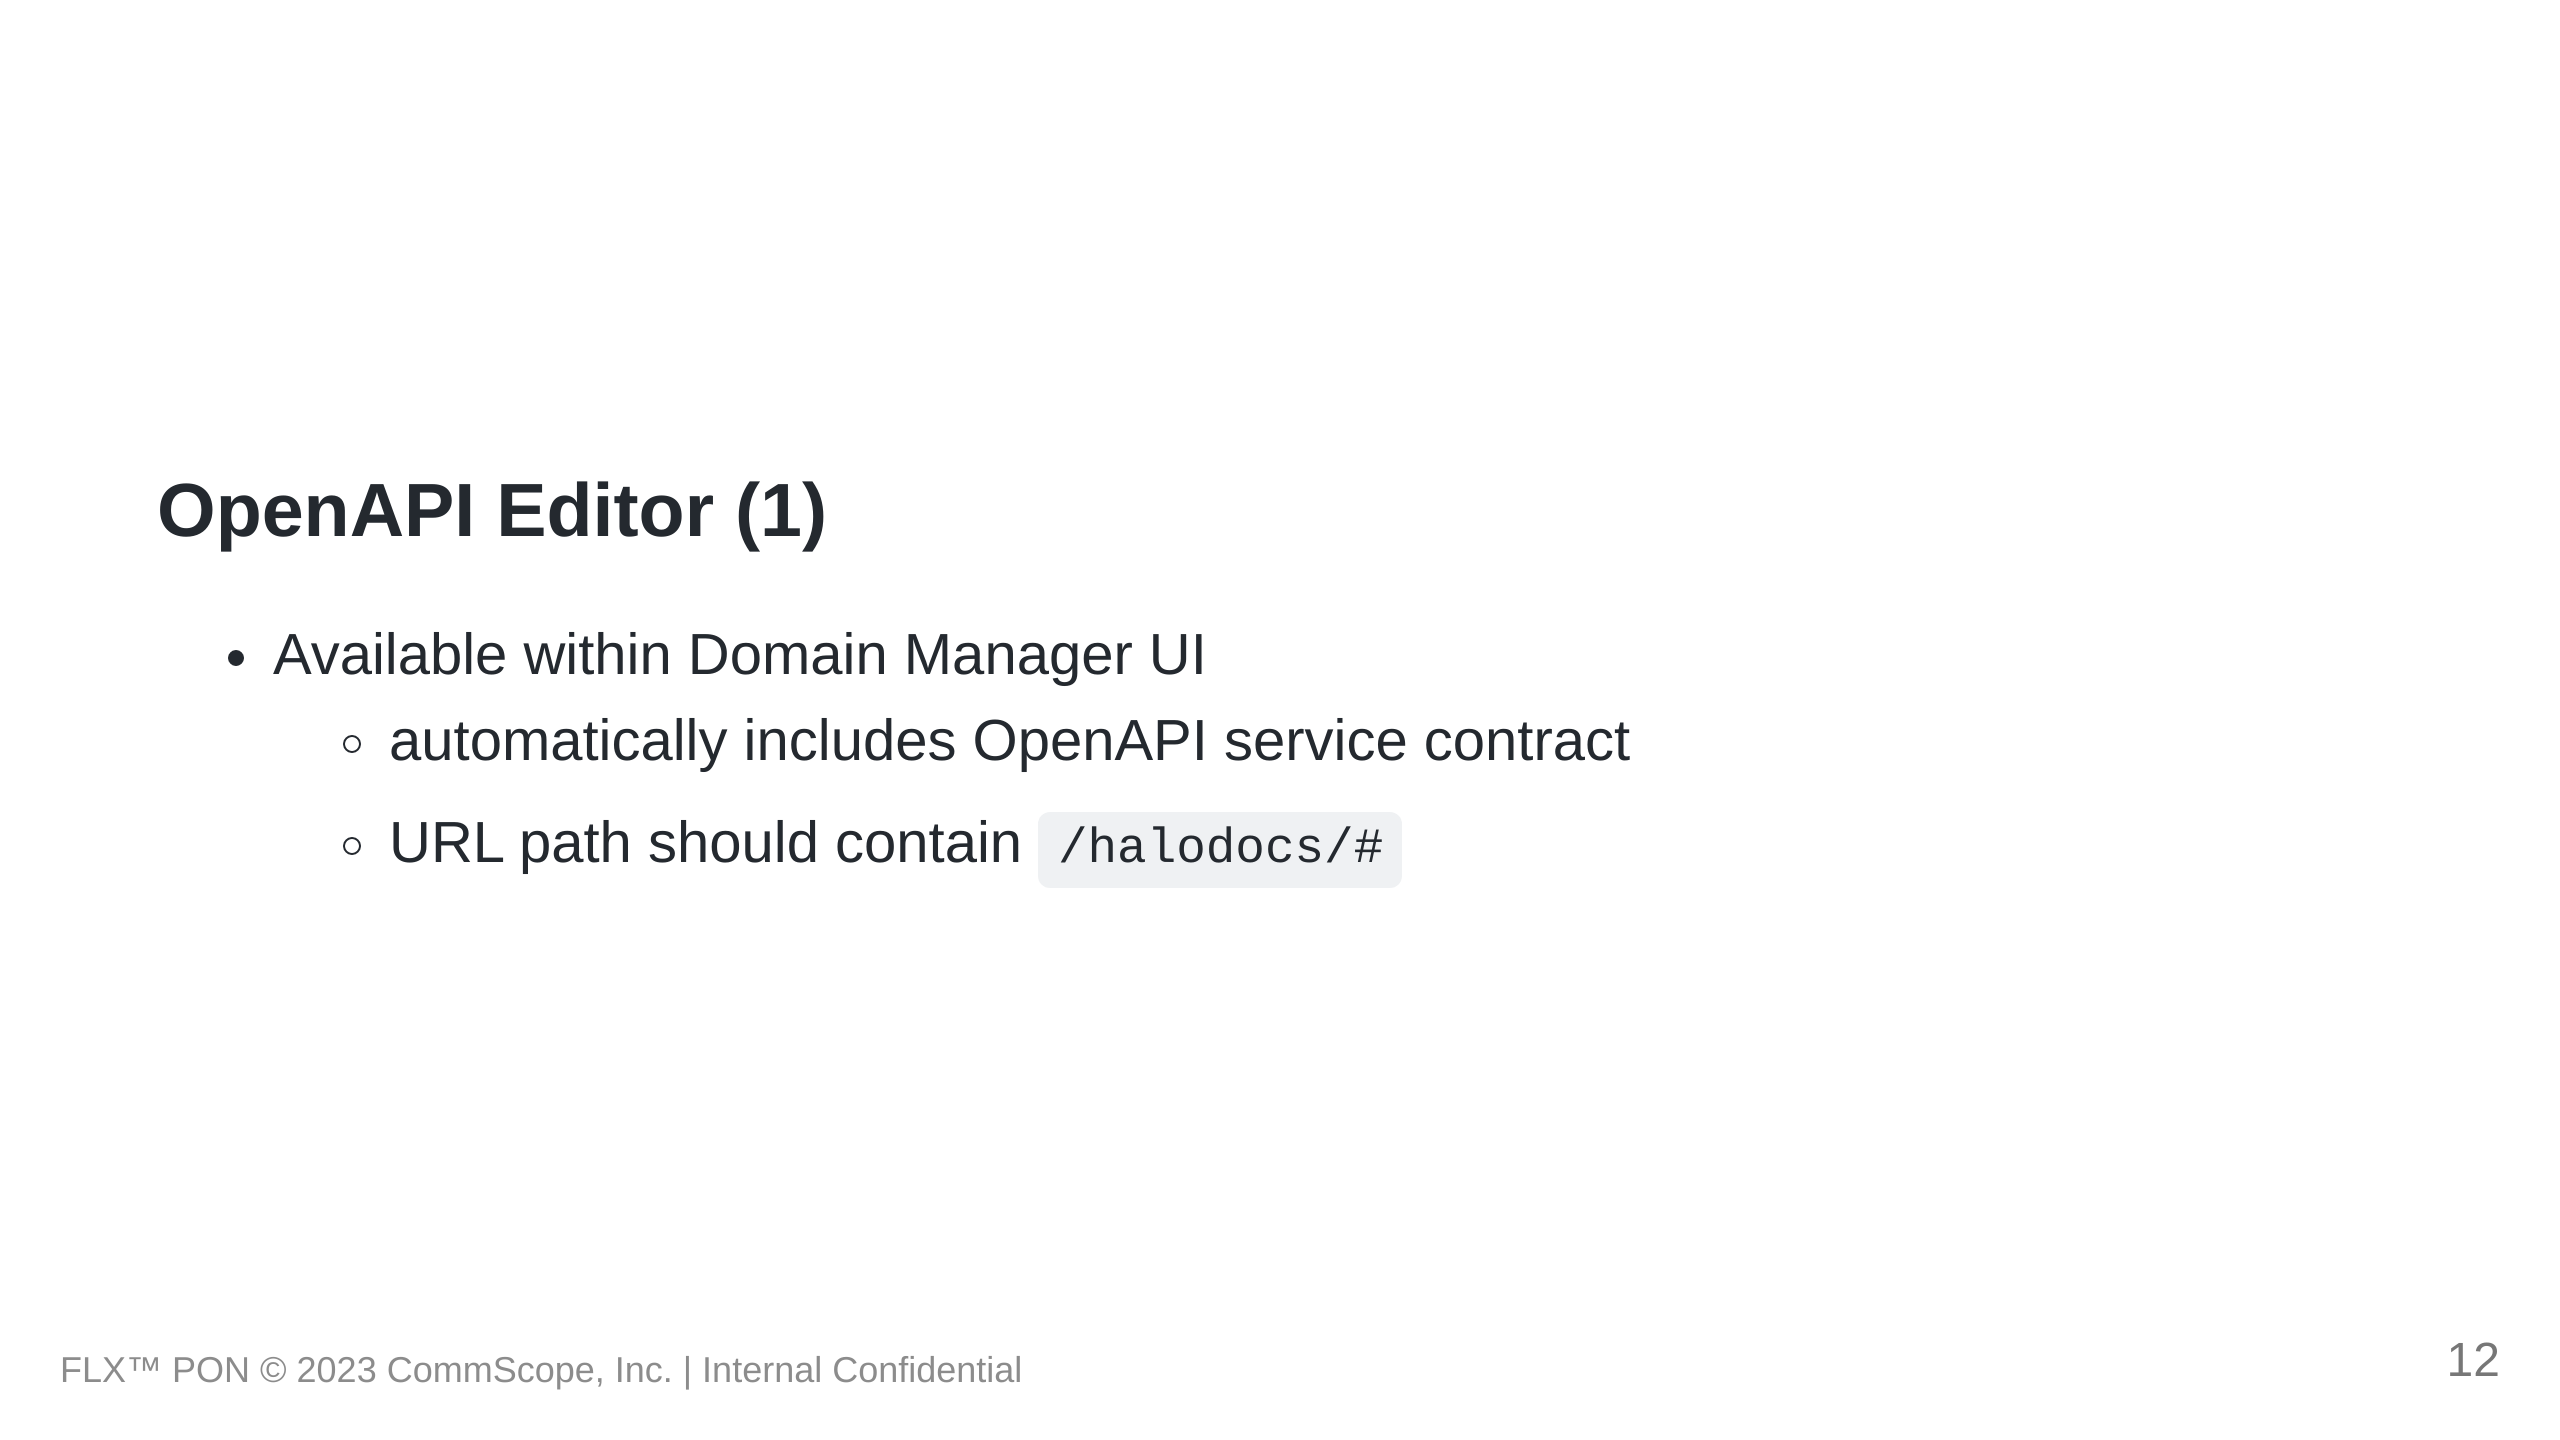 OpenAPI Editor (1)
• Available within Domain Manager UI
◦ automatically includes OpenAPI service contract
◦ URL path should contain /halodocs/#
FLX™ PON © 2023 CommScope, Inc. | Internal Confidential
12